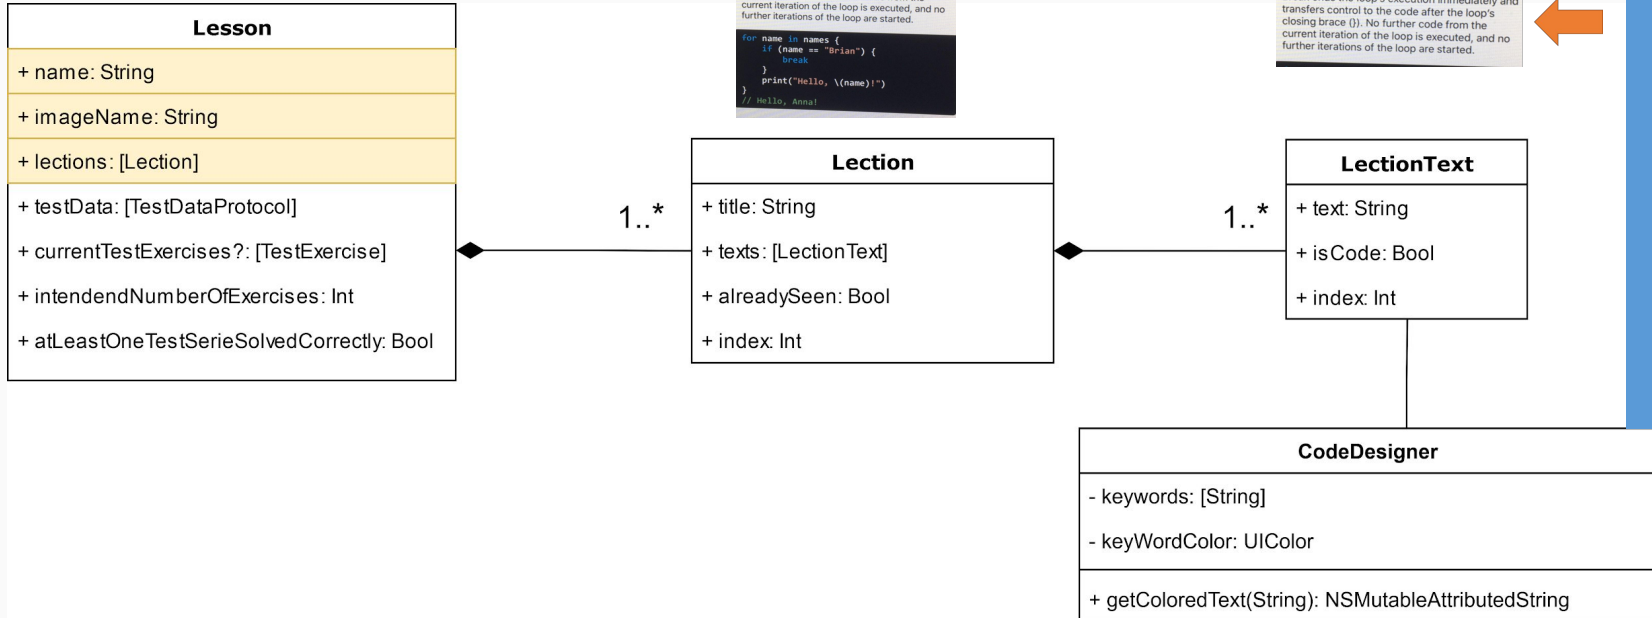 Lesson
+ name: String
+ imageName: String
+ lections: [Lection]
+ testData: [TestDataProtocol]
+ currentTestExercises?: [TestExercise]
+ intendendNumberOfExercises: Int
+ atLeastOneTestSerieSolvedCorrectly: Bool
current iteration of the loop is executed, and no
further iterations of the loop are started.
for name in names {
if (name == "Brian") {
break
}
print("Hello, \(name)!")
}
// Hello, Anna!
1..*
Lection
+ title: String
+ texts: [LectionText]
+ alreadySeen: Bool
+ index: Int
loop's execution immediately and
transfers control to the code after the loop's
closing brace (}). No further code from the
current iteration of the loop is executed, and no
further iterations of the loop are started.
1..*
LectionText
+ text: String
+ isCode: Bool
+ index: Int
CodeDesigner
- keywords: [String]
- keyWordColor: UIColor
+ getColoredText(String): NSMutableAttributedString